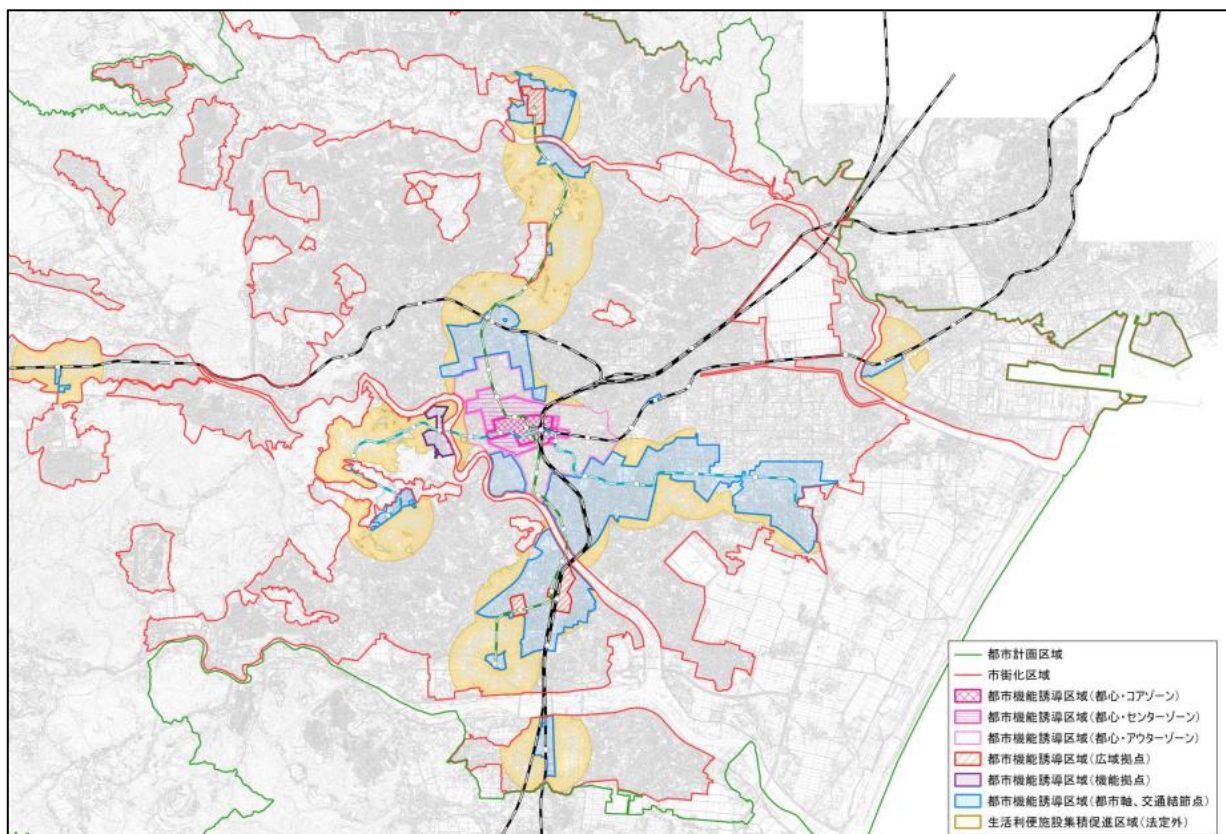 都市計画区域
市街化区域
都市機能誘導区域(都心・コアゾーン)
都市機能誘導区域(都心・センターゾーン)
都市機能誘導区域(都心・アウターゾーン)
都市機能誘導区域(広域拠点)
都市機能誘導区域(機能拠点)
都市機能誘導区域(都市軸、交通結節点)
生活利便施設集積促進区域(法定外)